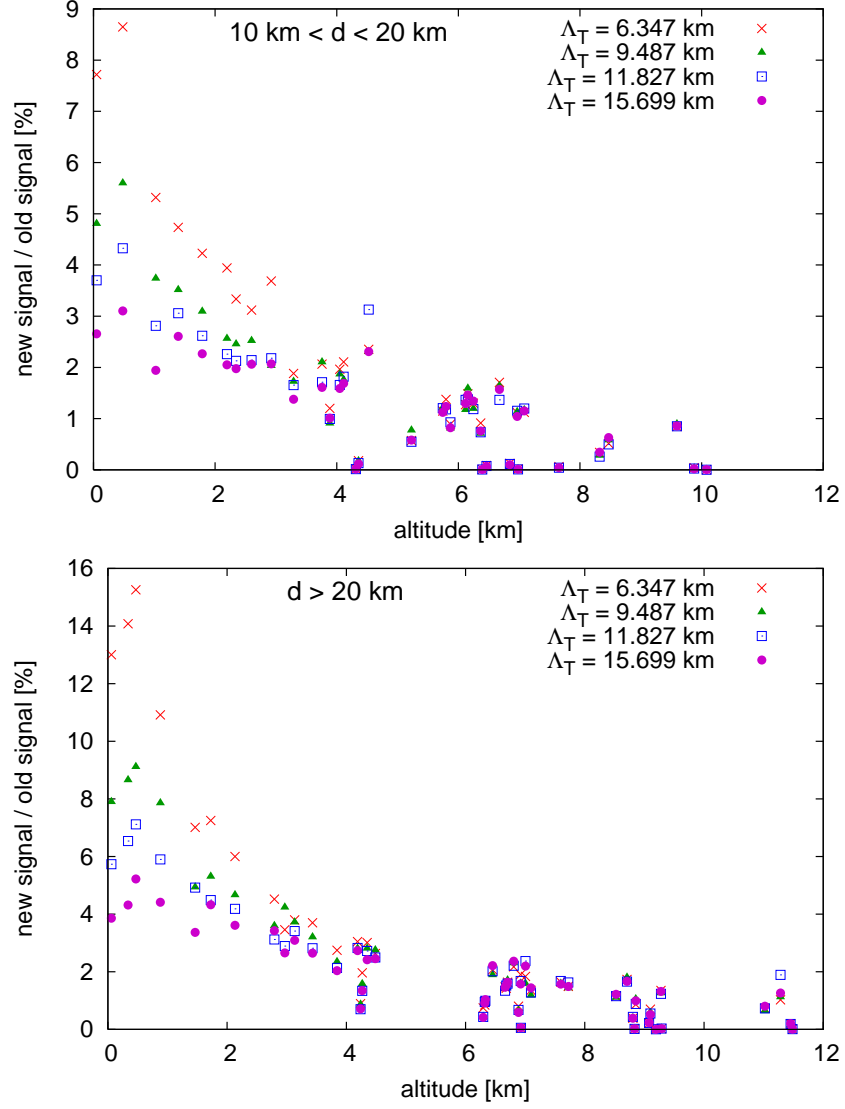 10 km < d < 20 km
Λ_T = 6.347 km
Λ_T = 9.487 km
Λ_T = 11.827 km
Λ_T = 15.699 km
new signal / old signal [%]
9
8
7
6
5
4
3
2
1
0
0 2 4 6 8 10 12
altitude [km]
d > 20 km
Λ_T = 6.347 km
Λ_T = 9.487 km
Λ_T = 11.827 km
Λ_T = 15.699 km
new signal / old signal [%]
16
14
12
10
8
6
4
2
0
0 2 4 6 8 10 12
altitude [km]